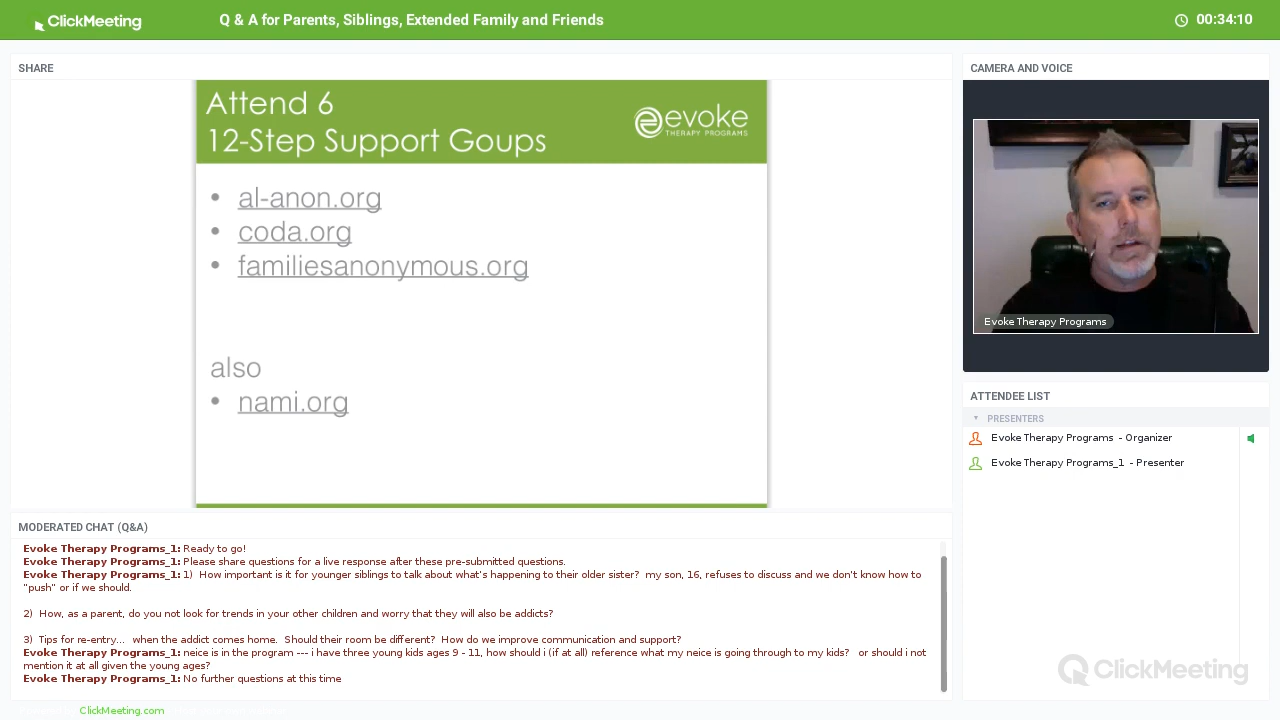 ClickMeeting
Q & A for Parents, Siblings, Extended Family and Friends
00:34:10
SHARE
Attend 6
12-Step Support Goups
evoke
THERAPY PROGRAMS
• al-anon.org
• coda.org
• familiesanonymous.org
also
• nami.org
CAMERA AND VOICE
Evoke Therapy Programs
ATTENDEE LIST
PRESENTERS
Evoke Therapy Programs - Organizer
Evoke Therapy Programs_1 - Presenter
MODERATED CHAT (Q&A)
Evoke Therapy Programs_1: Ready to go!
Evoke Therapy Programs_1: Please share questions for a live response after these pre-submitted questions.
Evoke Therapy Programs_1: 1) How important is it for younger siblings to talk about what's happening to their older sister? my son, 16, refuses to discuss and we don't know how to
"push" or if we should.
2) How, as a parent, do you not look for trends in your other children and worry that they will also be addicts?
3) Tips for re-entry... when the addict comes home. Should their room be different? How do we improve communication and support?
Evoke Therapy Programs_1: neice is in the program --- i have three young kids ages 9 - 11, how should i (if at all) reference what my neice is going through to my kids? or should i not
mention it at all given the young ages?
Evoke Therapy Programs_1: No further questions at this time
ClickMeeting
ClickMeeting.com